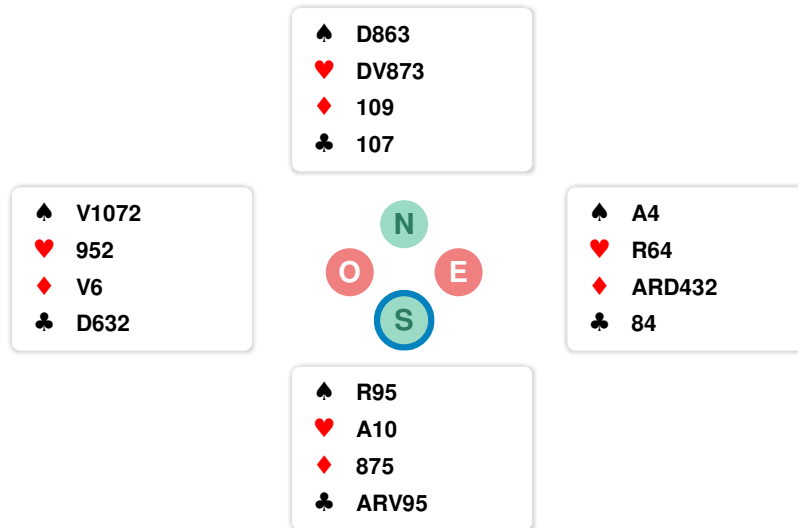 ♠ D863
♥ DV873
♦ 109
♣ 107
♠ V1072
♥ 952
♦ V6
♣ D632
N
O E
S
♠ A4
♥ R64
♦ ARD432
♣ 84
♠ R95
♥ A10
♦ 875
♣ ARV95